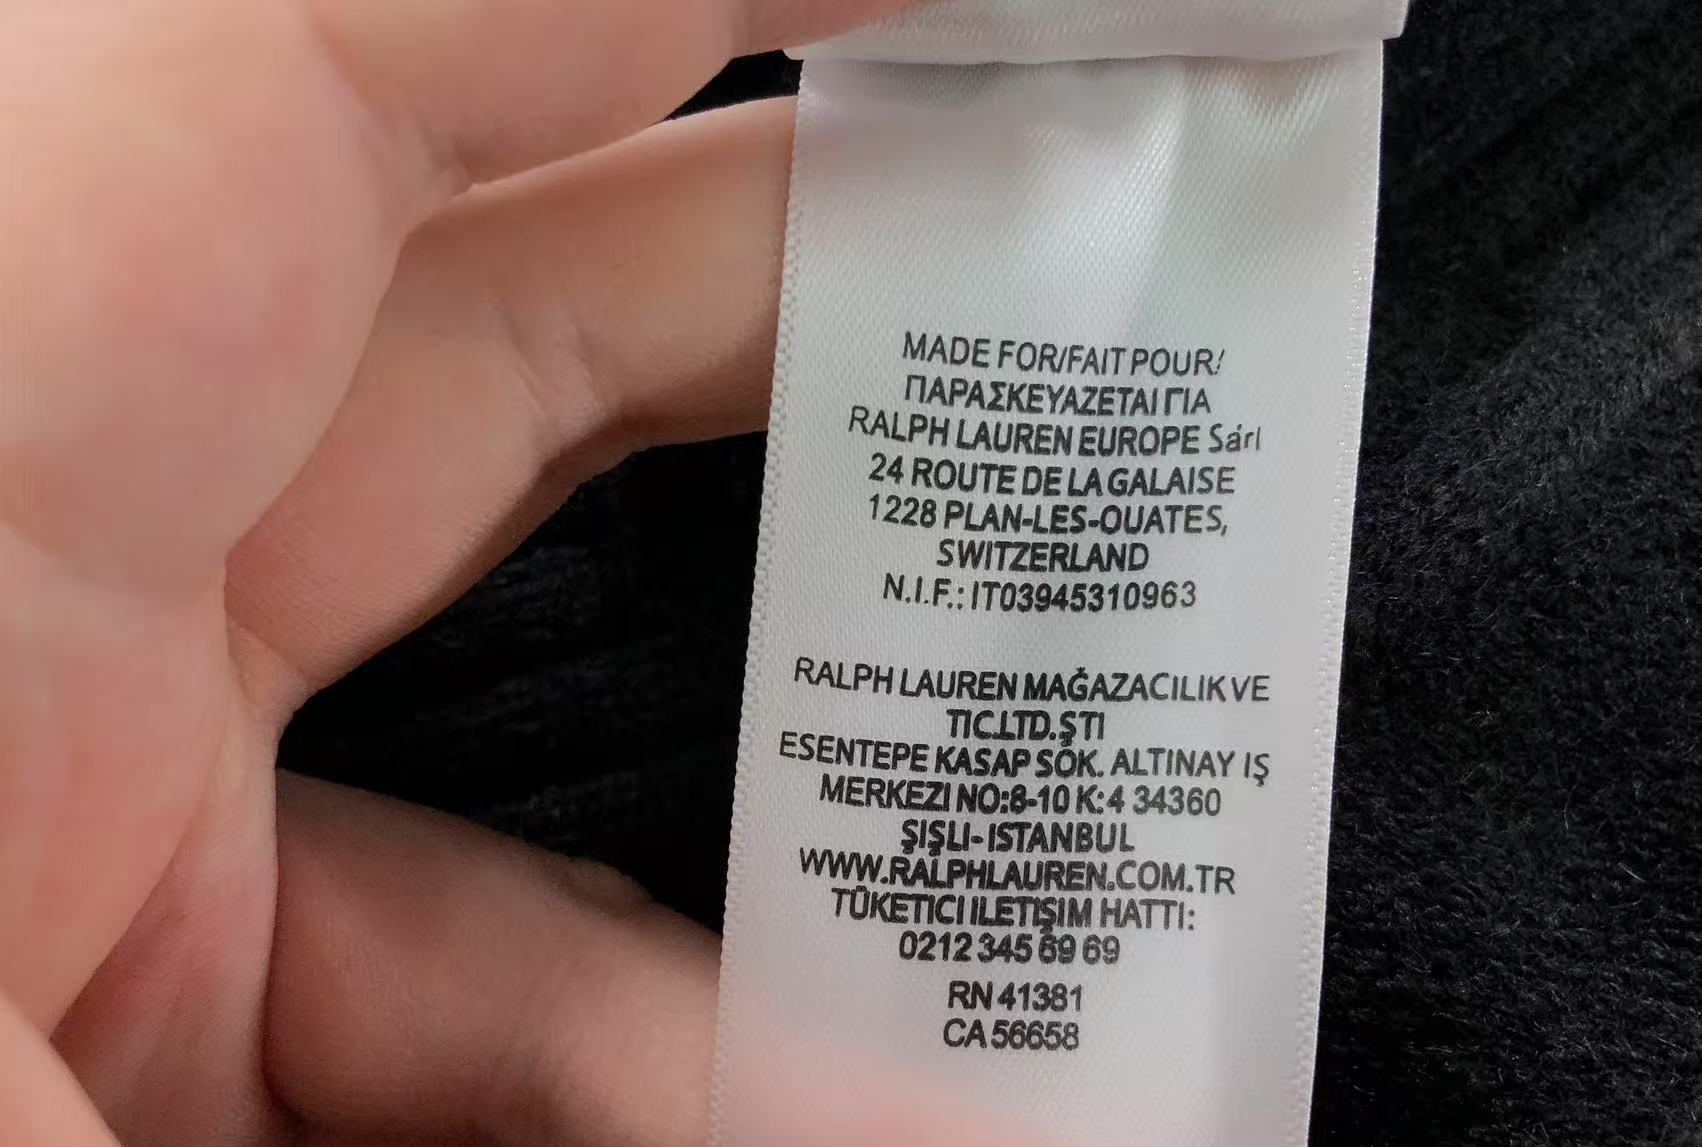 MADE FOR/FAIT POUR/
ΠΑΡΑΣΚΕΥΑΖΕΤΑΙ ΓΙΑ
RALPH LAUREN EUROPE Sárl
24 ROUTE DE LA GALAISE
1228 PLAN-LES-OUATES,
SWITZERLAND
N.I.F.: IT03945310963
RALPH LAUREN MAĞAZACILIK VE
TIC.LTD.ŞTI
ESENTEPE KASAP SOK. ALTINAY IŞ
MERKEZI NO:8-10 K:4 34360
ŞIŞLI- ISTANBUL
WWW.RALPHLAUREN.COM.TR
TÜKETICI ILETIŞIM HATTI:
0212 345 69 69
RN 41381
CA 56658